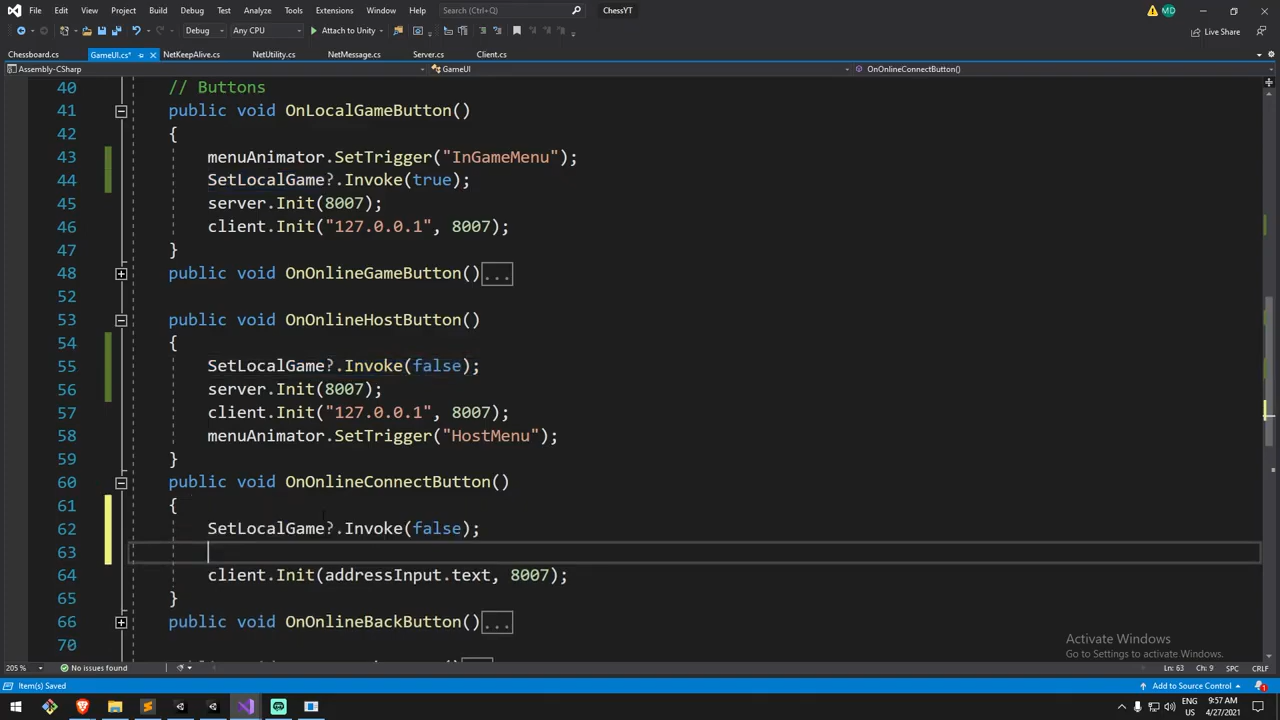 File Edit View Git Project Build Debug Test Analyze Tools Extensions Window Help Search (Ctrl+Q) ChessYT MD
Debug Any CPU Attach to Unity Live Share
Chessboard.cs GameUI.cs* NetKeepAlive.cs NetUtility.cs NetMessage.cs Server.cs Client.cs
Assembly-CSharp GameUI OnOnlineConnectButton()
40 // Buttons
41 public void OnLocalGameButton()
42 {
43 menuAnimator.SetTrigger("InGameMenu");
44 SetLocalGame?.Invoke(true);
45 server.Init(8007);
46 client.Init("127.0.0.1", 8007);
47 }
48 public void OnOnlineGameButton()...
52
53 public void OnOnlineHostButton()
54 {
55 SetLocalGame?.Invoke(false);
56 server.Init(8007);
57 client.Init("127.0.0.1", 8007);
58 menuAnimator.SetTrigger("HostMenu");
59 }
60 public void OnOnlineConnectButton()
61 {
62 SetLocalGame?.Invoke(false);
63
64 client.Init(addressInput.text, 8007);
65 }
66 public void OnOnlineBackButton()...
70
Activate Windows
Go to Settings to activate Windows.
205 % No issues found Ln: 63 Ch: 9 SPC CRLF
Item(s) Saved Add to Source Control 1
ENG 9:57 AM
US 4/27/2021